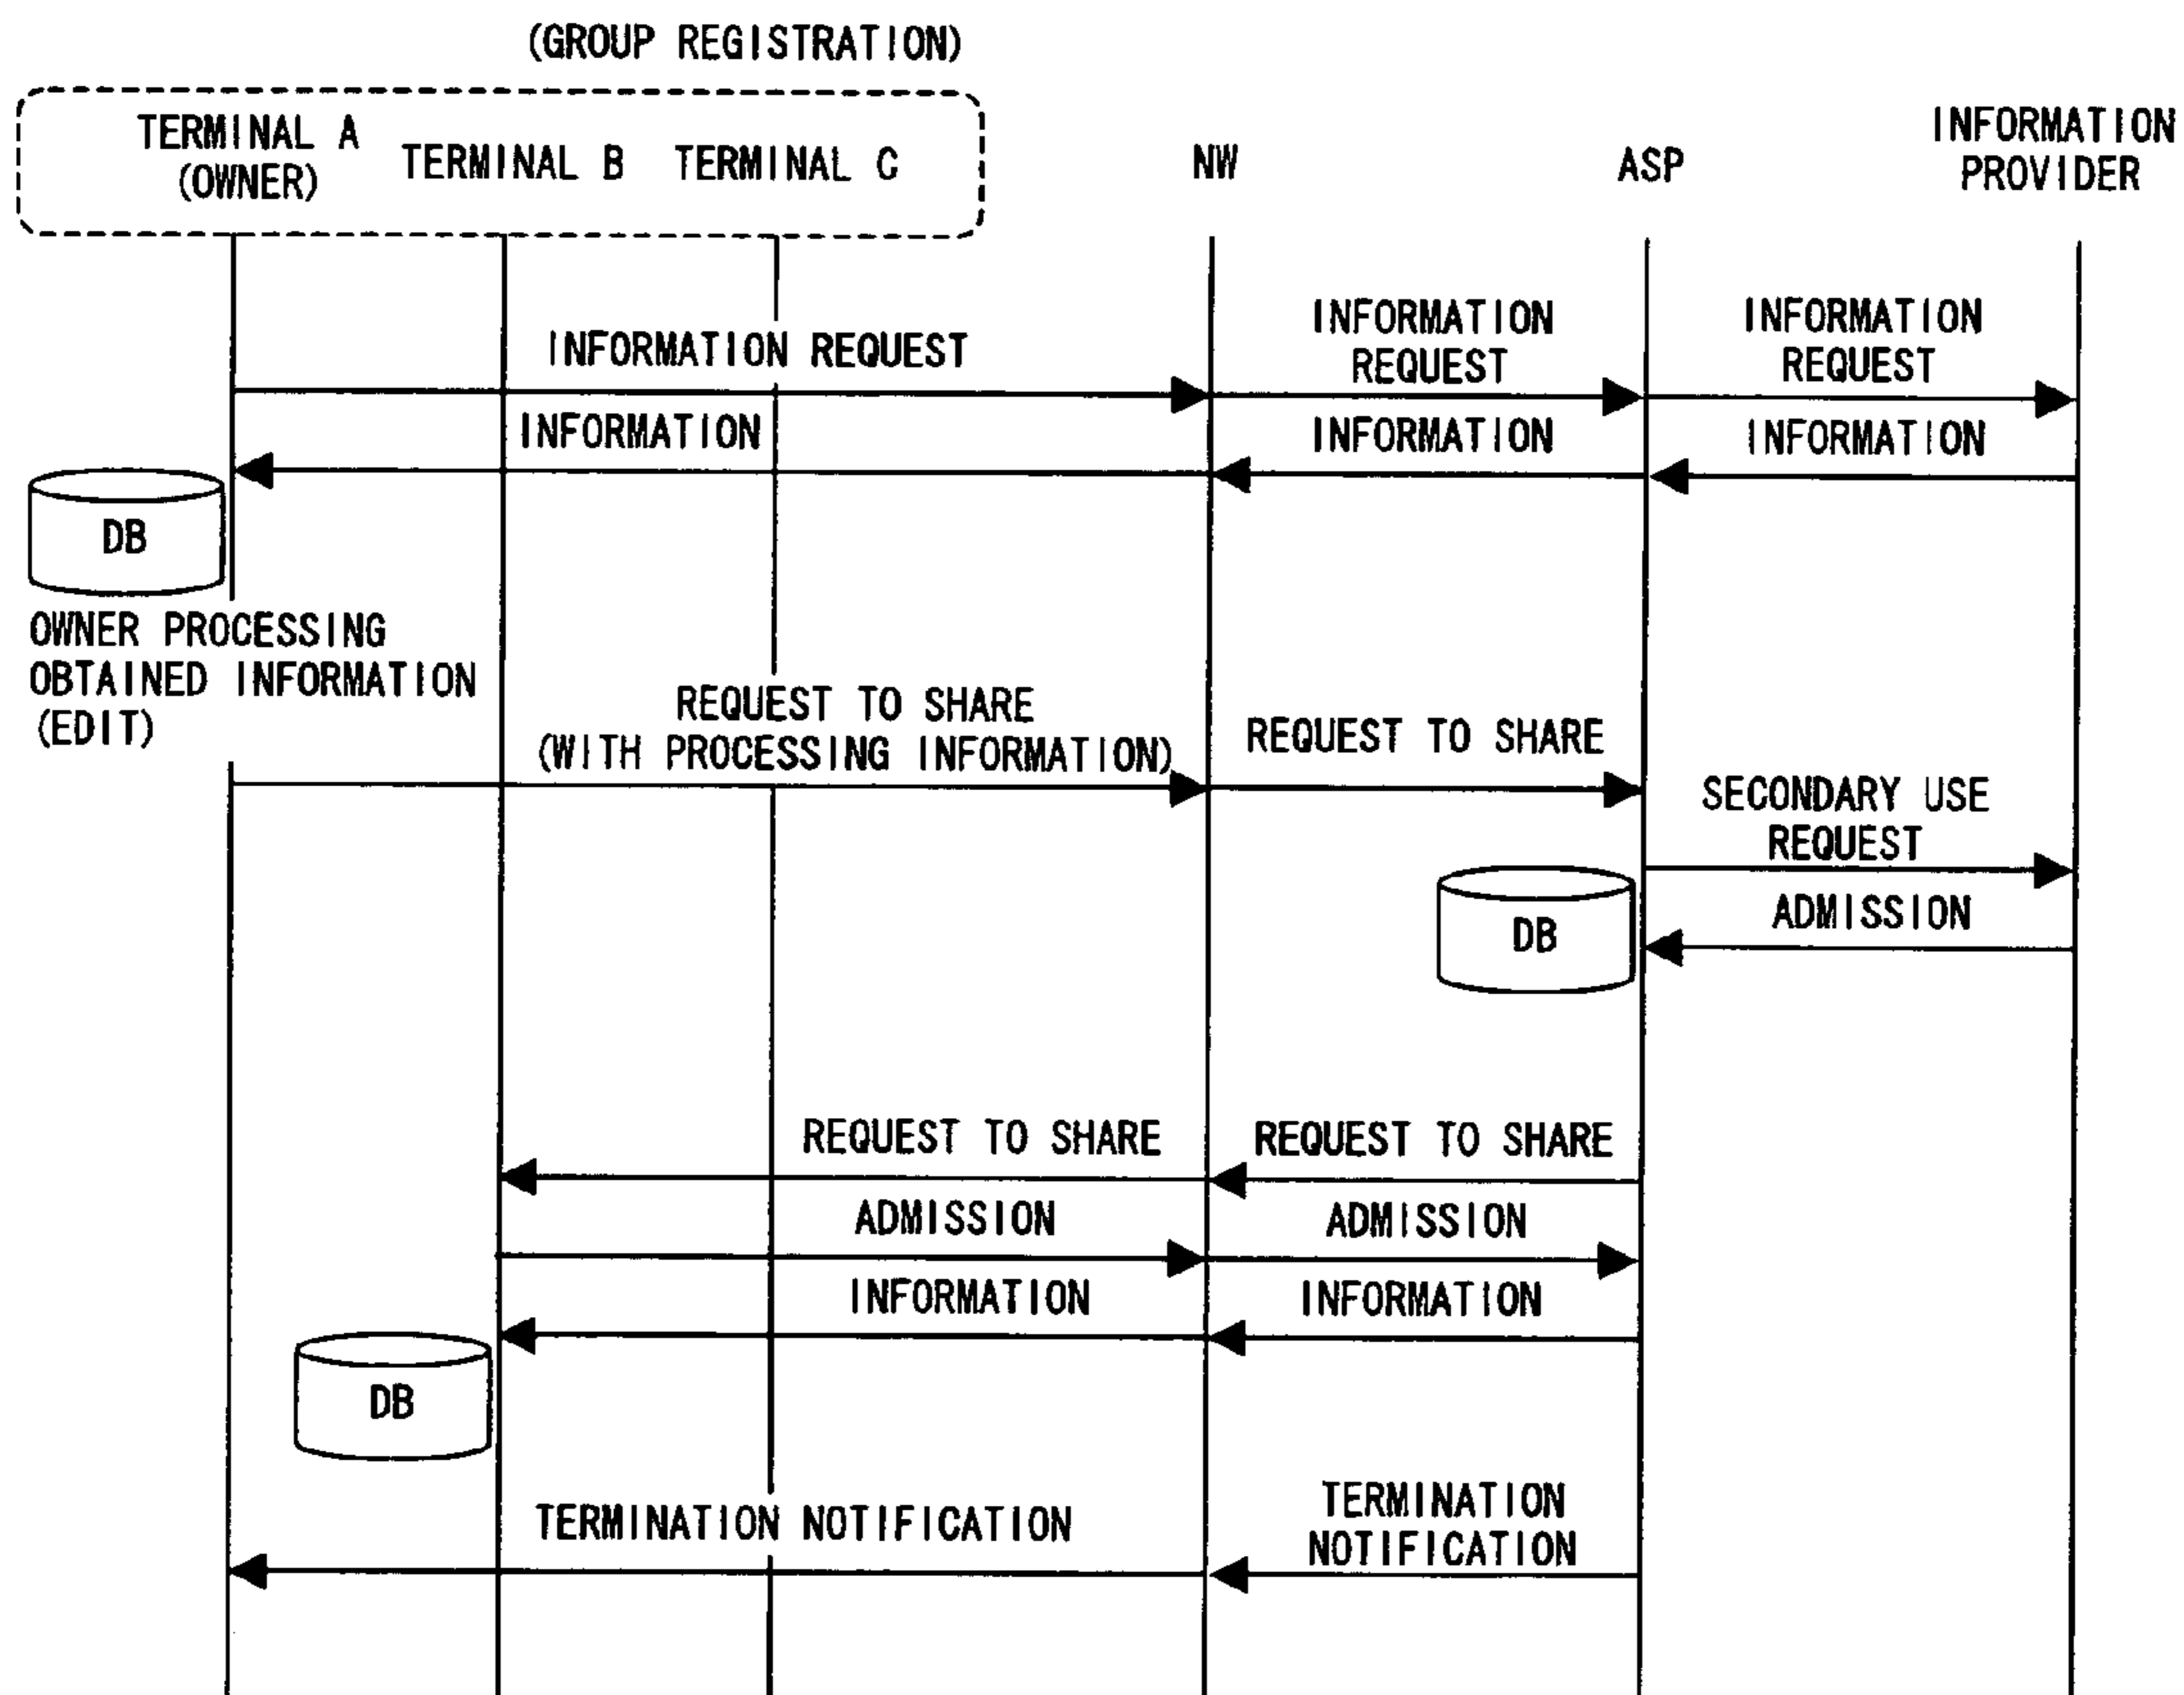 (GROUP REGISTRATION)
TERMINAL A
(OWNER)
TERMINAL B
TERMINAL C
NW
ASP
INFORMATION
PROVIDER
INFORMATION REQUEST
INFORMATION
REQUEST
INFORMATION
REQUEST
INFORMATION
INFORMATION
INFORMATION
DB
OWNER PROCESSING
OBTAINED INFORMATION
(EDIT)
REQUEST TO SHARE
(WITH PROCESSING INFORMATION)
REQUEST TO SHARE
SECONDARY USE
REQUEST
DB
ADMISSION
REQUEST TO SHARE
REQUEST TO SHARE
ADMISSION
ADMISSION
INFORMATION
INFORMATION
DB
TERMINATION NOTIFICATION
TERMINATION
NOTIFICATION